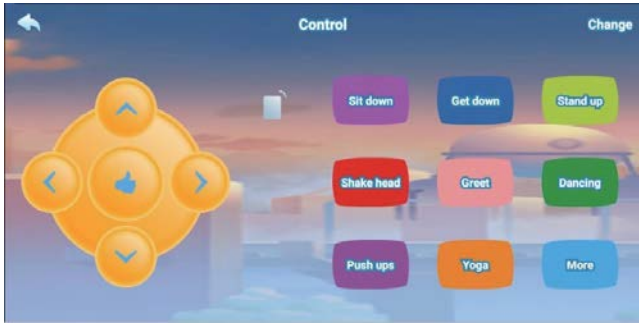 Control
Change
Sit down
Get down
Stand up
Shake head
Greet
Dancing
Push ups
Yoga
More